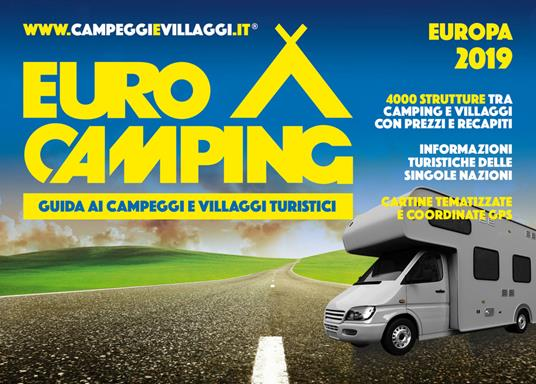 WWW.CAMPEGGIEVILLAGGI.IT®
EURO
CAMPING
GUIDA AI CAMPEGGI E VILLAGGI TURISTICI
EUROPA
2019
4000 STRUTTURE TRA
CAMPING E VILLAGGI
CON PREZZI E RECAPITI
INFORMAZIONI
TURISTICHE DELLE
SINGOLE NAZIONI
CARTINE TEMATIZZATE
E COORDINATE GPS